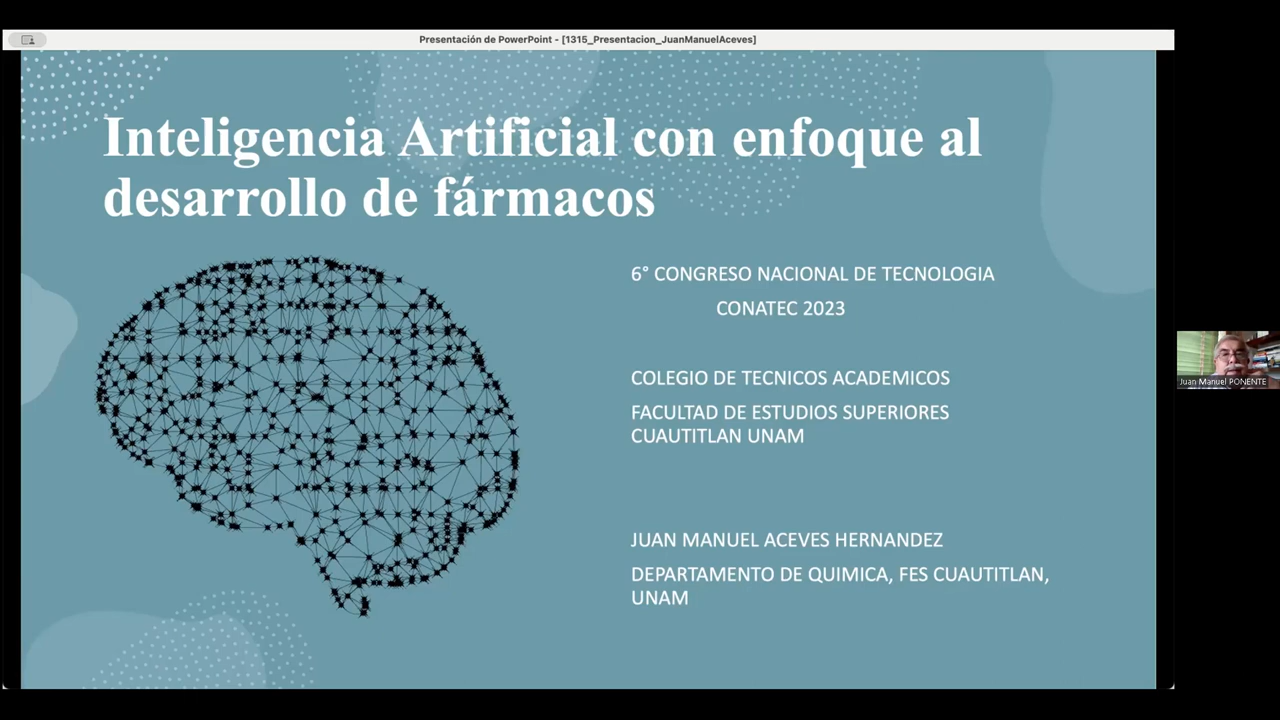 Presentación de PowerPoint - [1315_Presentacion_JuanManuelAceves]
Inteligencia Artificial con enfoque al
desarrollo de fármacos
6° CONGRESO NACIONAL DE TECNOLOGIA
CONATEC 2023
COLEGIO DE TECNICOS ACADEMICOS
FACULTAD DE ESTUDIOS SUPERIORES
CUAUTITLAN UNAM
JUAN MANUEL ACEVES HERNANDEZ
DEPARTAMENTO DE QUIMICA, FES CUAUTITLAN,
UNAM
Juan Manuel PONENTE